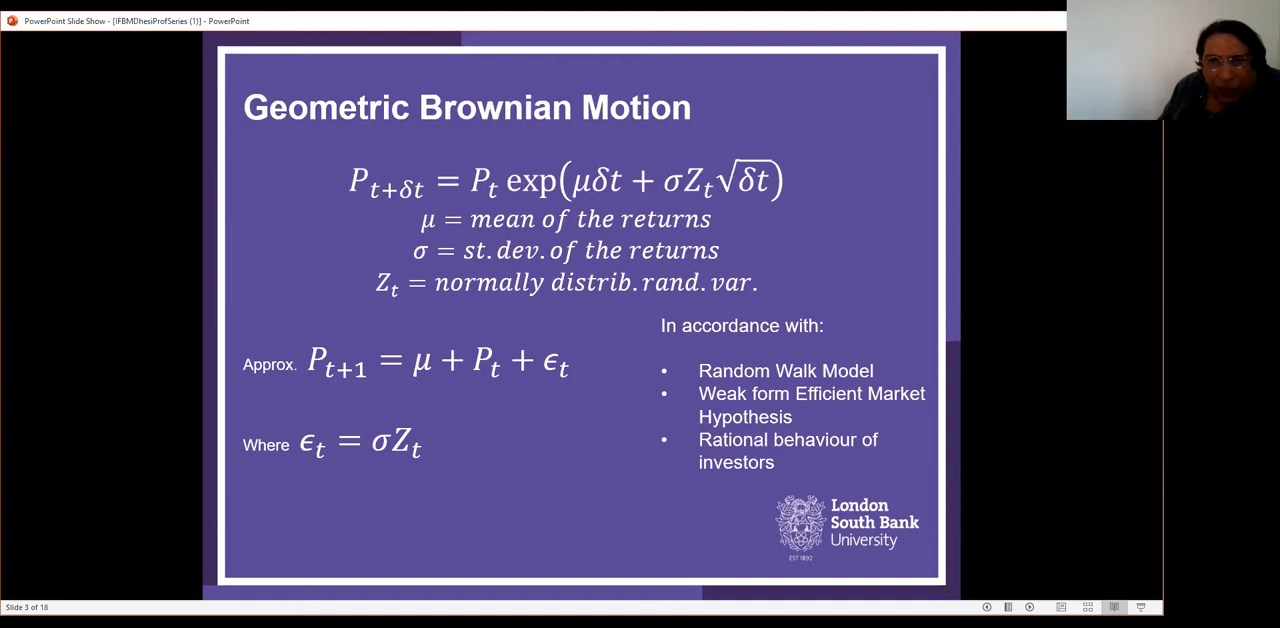 PowerPoint Slide Show - [IFBMDhesiProfSeries (1)] - PowerPoint
Geometric Brownian Motion
P_{t+δt} = P_t exp(μδt + σZ_t√δt)
μ = mean of the returns
σ = st.dev.of the returns
Z_t = normally distrib.rand.var.
Approx. P_{t+1} = μ + P_t + ϵ_t
Where ϵ_t = σZ_t
In accordance with:
• Random Walk Model
• Weak form Efficient Market
Hypothesis
• Rational behaviour of
investors
London
South Bank
University
EST 1892
Slide 3 of 18